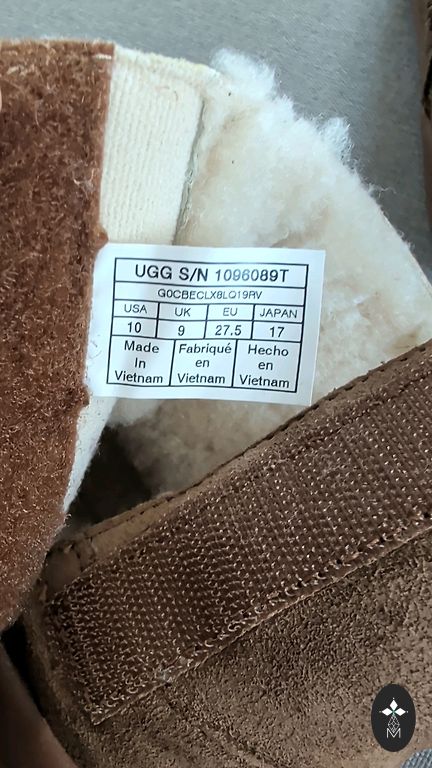 UGG S/N 1096089T
G0CBECLX8LQ19RV
USA UK EU JAPAN
10 9 27.5 17
Made Fabriqué Hecho
In en en
Vietnam Vietnam Vietnam
M